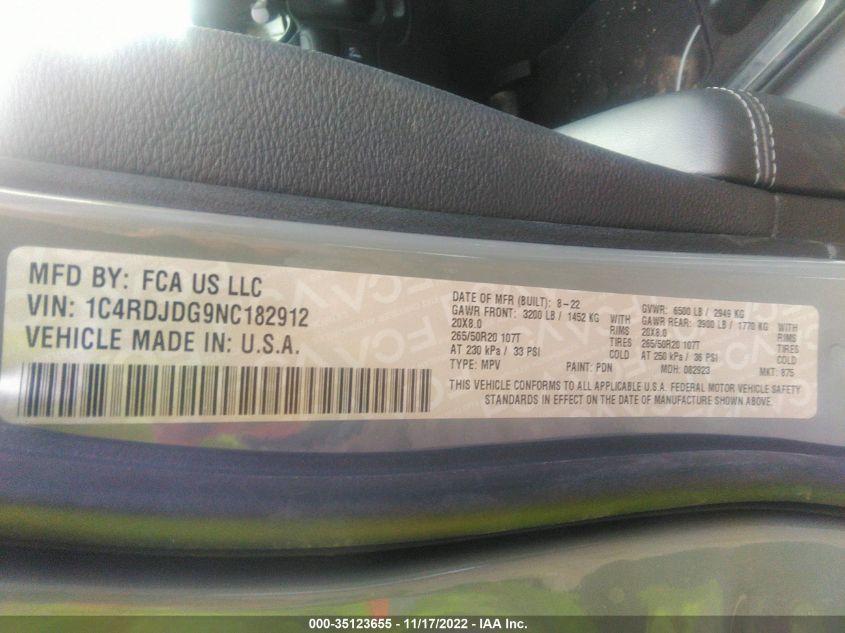 MFD BY: FCA US LLC
VIN: 1C4RDJDG9NC182912
VEHICLE MADE IN: U.S.A.
DATE OF MFR (BUILT): 8-22 GVWR: 6500 LB / 2949 KG
GAWR FRONT: 3200 LB / 1452 KG WITH GAWR REAR: 3900 LB / 1770 KG WITH
20X8.0 RIMS 20X8.0 RIMS
265/50R20 107T TIRES 265/50R20 107T TIRES
AT 230 kPa / 33 PSI COLD AT 250 kPa / 36 PSI COLD
TYPE: MPV PAINT: PDN MDH: 082923 MKT: 875
THIS VEHICLE CONFORMS TO ALL APPLICABLE U.S.A. FEDERAL MOTOR VEHICLE SAFETY
STANDARDS IN EFFECT ON THE DATE OF MANUFACTURE SHOWN ABOVE.
000-35123655 - 11/17/2022 - IAA Inc.